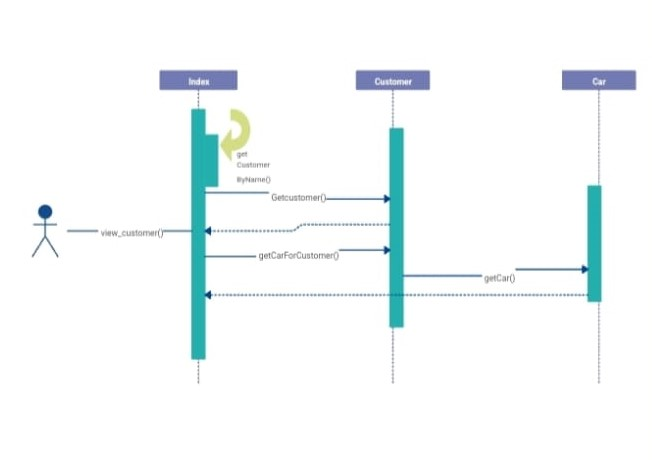 Index
Customer
Car
get
Customer
ByName()
Getcustomer()
view_customer()
getCarForCustomer()
getCar()